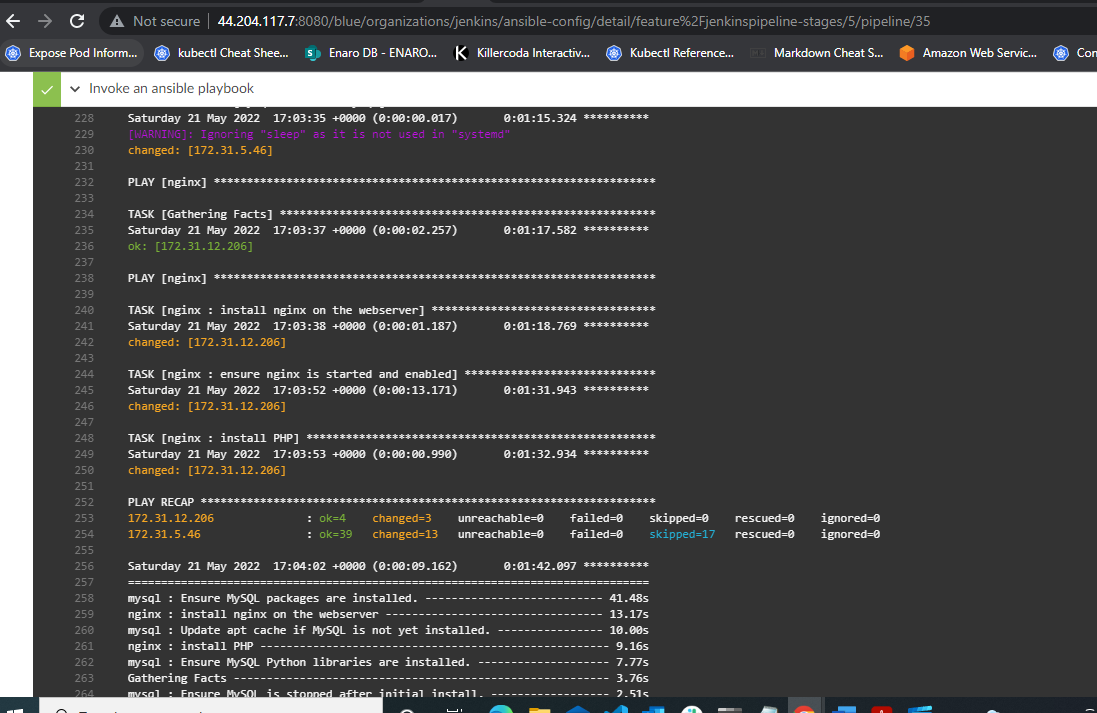 Not secure | 44.204.117.7:8080/blue/organizations/jenkins/ansible-config/detail/feature%2Fjenkinspipeline-stages/5/pipeline/35
Expose Pod Inform... kubectl Cheat Shee... Enaro DB - ENARO... Killercoda Interactiv... Kubectl Reference... Markdown Cheat S... Amazon Web Servic... Con
Invoke an ansible playbook
228 Saturday 21 May 2022 17:03:35 +0000 (0:00:00.017) 0:01:15.324 **********
229 [WARNING]: Ignoring "sleep" as it is not used in "systemd"
230 changed: [172.31.5.46]
231
232 PLAY [nginx] *******************************************************************
233
234 TASK [Gathering Facts] *********************************************************
235 Saturday 21 May 2022 17:03:37 +0000 (0:00:02.257) 0:01:17.582 **********
236 ok: [172.31.12.206]
237
238 PLAY [nginx] *******************************************************************
239
240 TASK [nginx : install nginx on the webserver] **********************************
241 Saturday 21 May 2022 17:03:38 +0000 (0:00:01.187) 0:01:18.769 **********
242 changed: [172.31.12.206]
243
244 TASK [nginx : ensure nginx is started and enabled] *****************************
245 Saturday 21 May 2022 17:03:52 +0000 (0:00:13.171) 0:01:31.943 **********
246 changed: [172.31.12.206]
247
248 TASK [nginx : install PHP] *****************************************************
249 Saturday 21 May 2022 17:03:53 +0000 (0:00:00.990) 0:01:32.934 **********
250 changed: [172.31.12.206]
251
252 PLAY RECAP *********************************************************************
253 172.31.12.206 : ok=4 changed=3 unreachable=0 failed=0 skipped=0 rescued=0 ignored=0
254 172.31.5.46 : ok=39 changed=13 unreachable=0 failed=0 skipped=17 rescued=0 ignored=0
255
256 Saturday 21 May 2022 17:04:02 +0000 (0:00:09.162) 0:01:42.097 **********
257 ===============================================================================
258 mysql : Ensure MySQL packages are installed. --------------------------- 41.48s
259 nginx : install nginx on the webserver --------------------------------- 13.17s
260 mysql : Update apt cache if MySQL is not yet installed. ---------------- 10.00s
261 nginx : install PHP ----------------------------------------------------- 9.16s
262 mysql : Ensure MySQL Python libraries are installed. -------------------- 7.77s
263 Gathering Facts --------------------------------------------------------- 3.76s
264 mysql : Ensure MySQL is stopped after initial install. ------------------ 2.51s